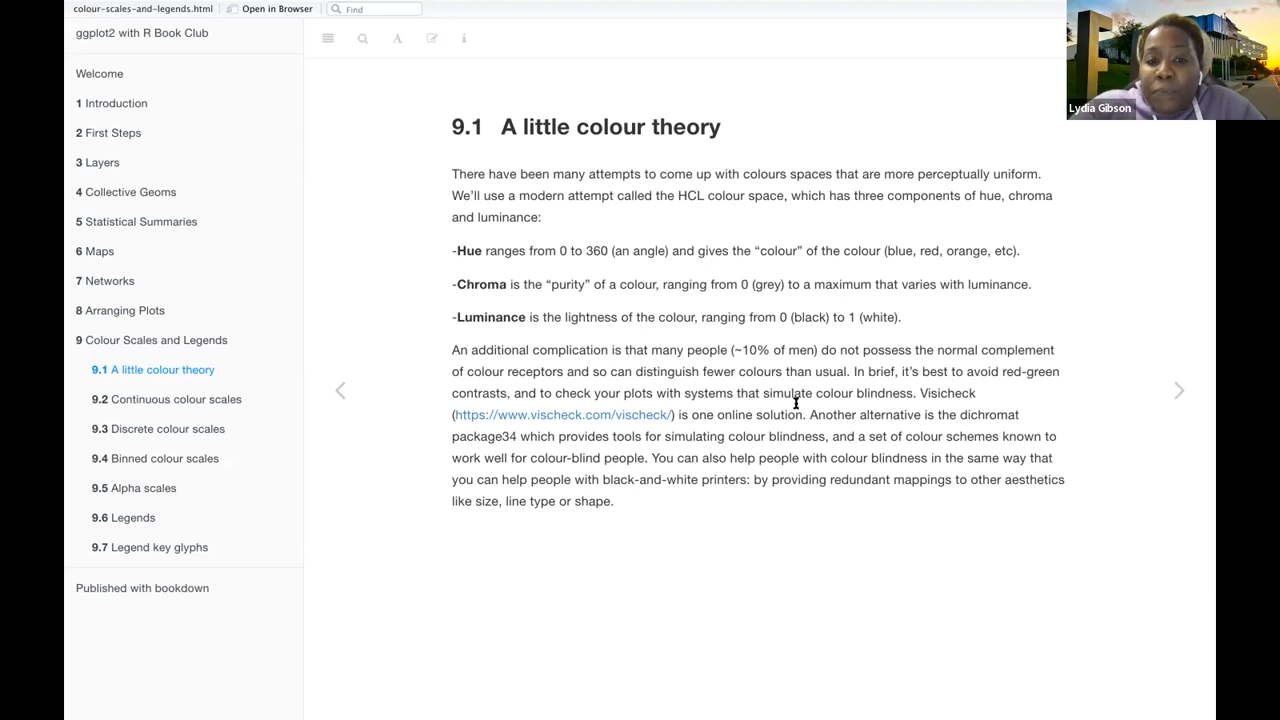 colour-scales-and-legends.html
Open in Browser
Find
ggplot2 with R Book Club
Welcome
1 Introduction
2 First Steps
3 Layers
4 Collective Geoms
5 Statistical Summaries
6 Maps
7 Networks
8 Arranging Plots
9 Colour Scales and Legends
9.1 A little colour theory
9.2 Continuous colour scales
9.3 Discrete colour scales
9.4 Binned colour scales
9.5 Alpha scales
9.6 Legends
9.7 Legend key glyphs
Published with bookdown
A
i
9.1 A little colour theory
There have been many attempts to come up with colours spaces that are more perceptually uniform.
We’ll use a modern attempt called the HCL colour space, which has three components of hue, chroma
and luminance:
-Hue ranges from 0 to 360 (an angle) and gives the “colour” of the colour (blue, red, orange, etc).
-Chroma is the “purity” of a colour, ranging from 0 (grey) to a maximum that varies with luminance.
-Luminance is the lightness of the colour, ranging from 0 (black) to 1 (white).
An additional complication is that many people (~10% of men) do not possess the normal complement
of colour receptors and so can distinguish fewer colours than usual. In brief, it’s best to avoid red-green
contrasts, and to check your plots with systems that simulate colour blindness. Visicheck
(https://www.vischeck.com/vischeck/) is one online solution. Another alternative is the dichromat
package34 which provides tools for simulating colour blindness, and a set of colour schemes known to
work well for colour-blind people. You can also help people with colour blindness in the same way that
you can help people with black-and-white printers: by providing redundant mappings to other aesthetics
like size, line type or shape.
Lydia Gibson